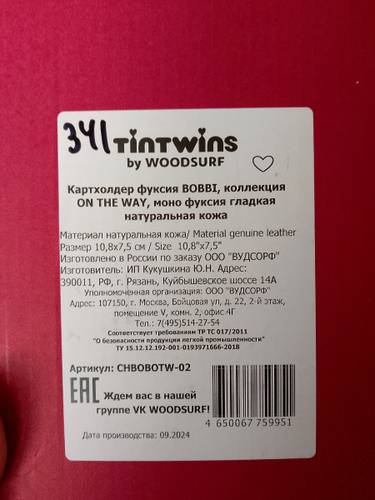 341
TinTwins
by WOODSURF
Картхолдер фуксия BOBBI, коллекция
ON THE WAY, моно фуксия гладкая
натуральная кожа
Материал натуральная кожа/ Material genuine leather
Размер 10,8х7,5 см / Size 10,8"x7,5"
Изготовлено в России по заказу ООО "ВУДСОРФ"
Изготовитель: ИП Кукушкина Ю.Н. Адрес:
390011, РФ, г. Рязань, Куйбышевское шоссе 14А
Уполномоченная организация: ООО "ВУДСОРФ"
Адрес: 107150, г. Москва, Бойцовая ул, д. 22, 2-й этаж,
помещение V, комн. 2, офис 4Г
Тел.: 7(495)514-27-54
Соответствует требованиям ТР ТС 017/2011
"О безопасности продукции легкой промышленности"
ТУ 15.12.12.192-001-0193971666-2018
Артикул: CHBOBOTW-02
EAC
Ждем вас в нашей
группе VK WOODSURF!
4 650067 759951
Дата производства: 09.2024